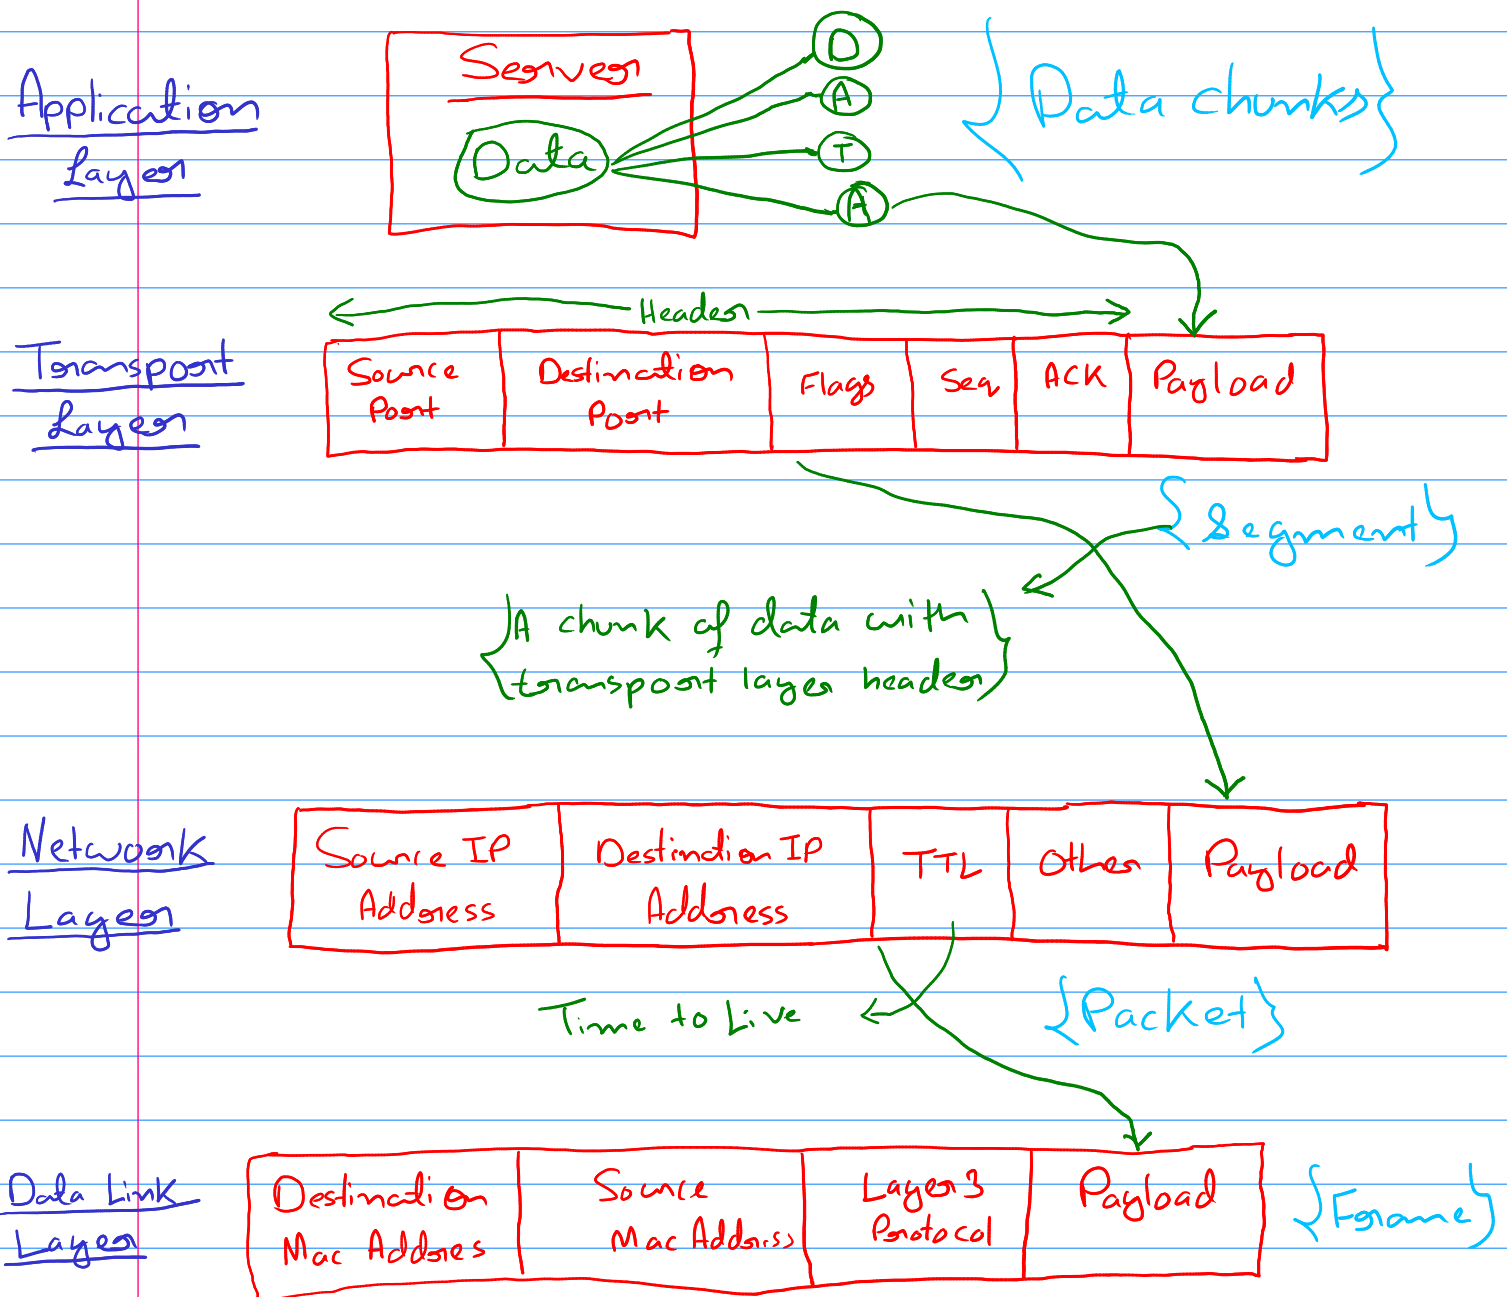 Application
Layer
Server
Data
D
A
T
A
{Data chunks}
Header
Transport
Layer
Source
Port
Destination
Port
Flags
Seq
ACK
Payload
{Segment}
{A chunk of data with
transport layer header}
Network
Layer
Source IP
Address
Destination IP
Address
TTL
Other
Payload
Time to Live
{Packet}
Data Link
Layer
Destination
Mac Addres
Source
Mac Address
Layer 3
Protocol
Payload
{Frame}